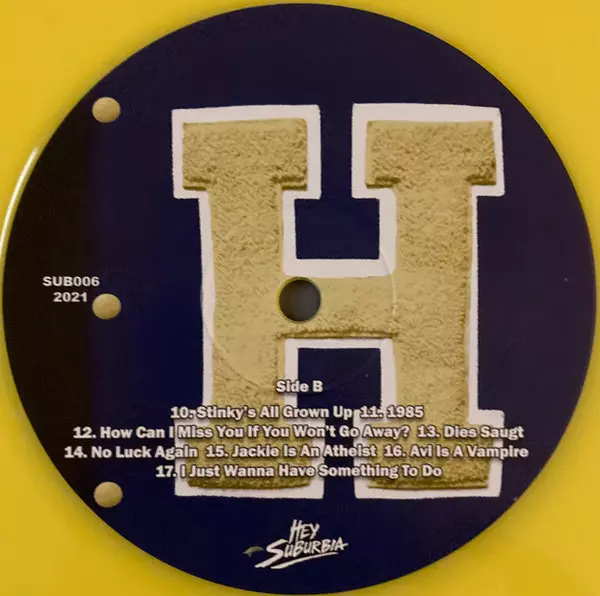 H
SUB006
2021
Side B
10. Stinky's All Grown Up 11. 1985
12. How Can I Miss You If You Won't Go Away? 13. Dies Saugt
14. No Luck Again 15. Jackie Is An Atheist 16. Avi Is A Vampire
17. I Just Wanna Have Something To Do
HEY
SUBURBIA